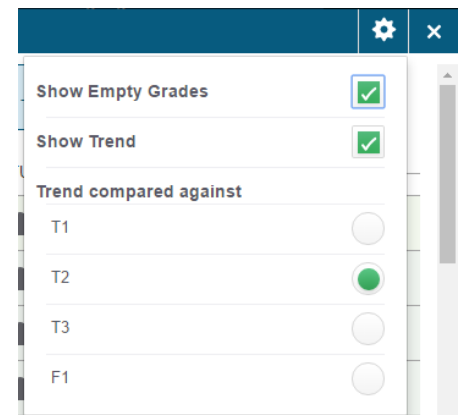 Show Empty Grades
Show Trend
Trend compared against
T1
T2
T3
F1